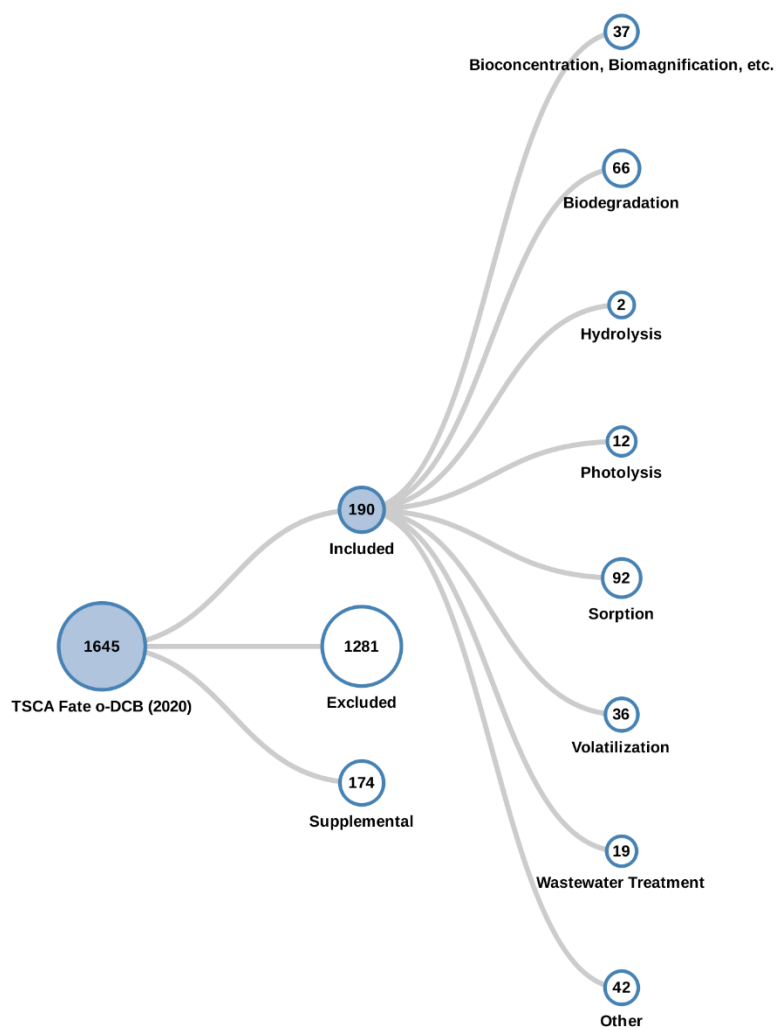 37
Bioconcentration, Biomagnification, etc.
66
Biodegradation
2
Hydrolysis
12
Photolysis
190
Included
92
Sorption
1645
TSCA Fate o-DCB (2020)
1281
Excluded
36
Volatilization
174
Supplemental
19
Wastewater Treatment
42
Other